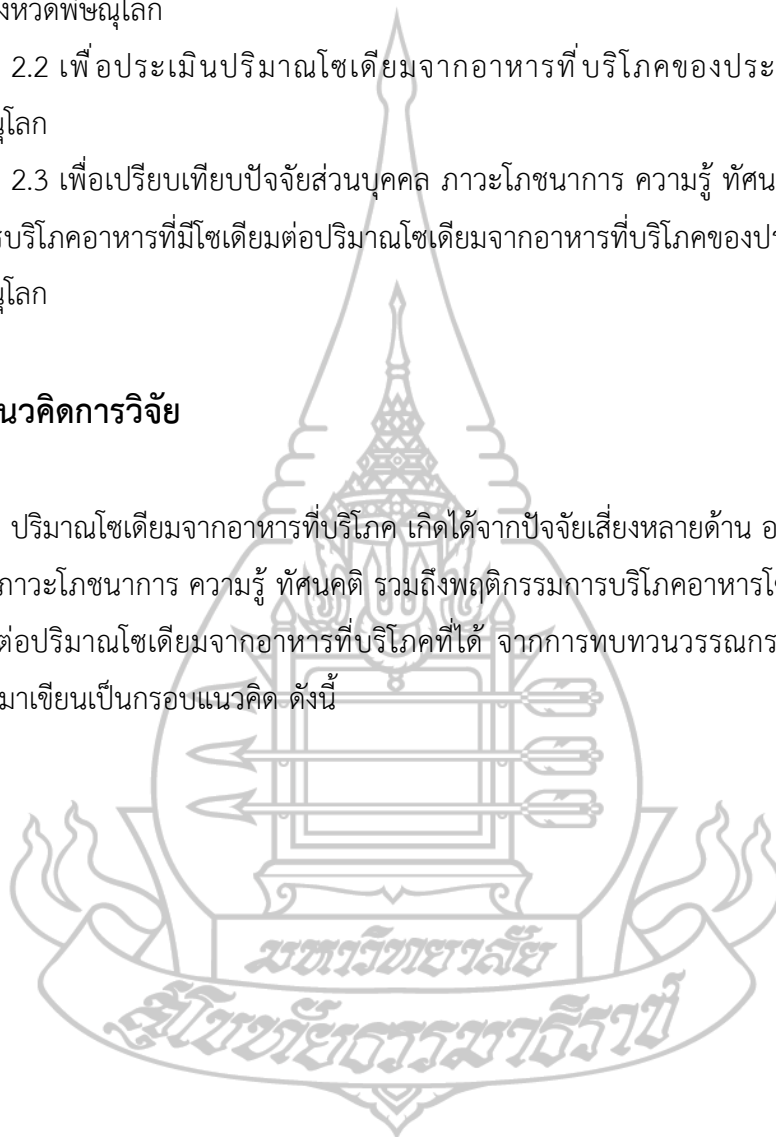 งหวัดพิษณุโลก
2.2 เพื่อประเมินปริมาณโซเดียมจากอาหารที่บริโภคของประ
ณุโลก
2.3 เพื่อเปรียบเทียบปัจจัยส่วนบุคคล ภาวะโภชนาการ ความรู้ ทัศน
รบริโภคอาหารที่มีโซเดียมต่อปริมาณโซเดียมจากอาหารที่บริโภคของปร
ณุโลก
นวคิดการวิจัย
ปริมาณโซเดียมจากอาหารที่บริโภค เกิดได้จากปัจจัยเสี่ยงหลายด้าน อ
ภาวะโภชนาการ ความรู้ ทัศนคติ รวมถึงพฤติกรรมการบริโภคอาหารโซ
ต่อปริมาณโซเดียมจากอาหารที่บริโภคที่ได้ จากการทบทวนวรรณกร
มาเขียนเป็นกรอบแนวคิด ดังนี้
มหาวิทยาลัย
สุโขทัยธรรมาธิราช